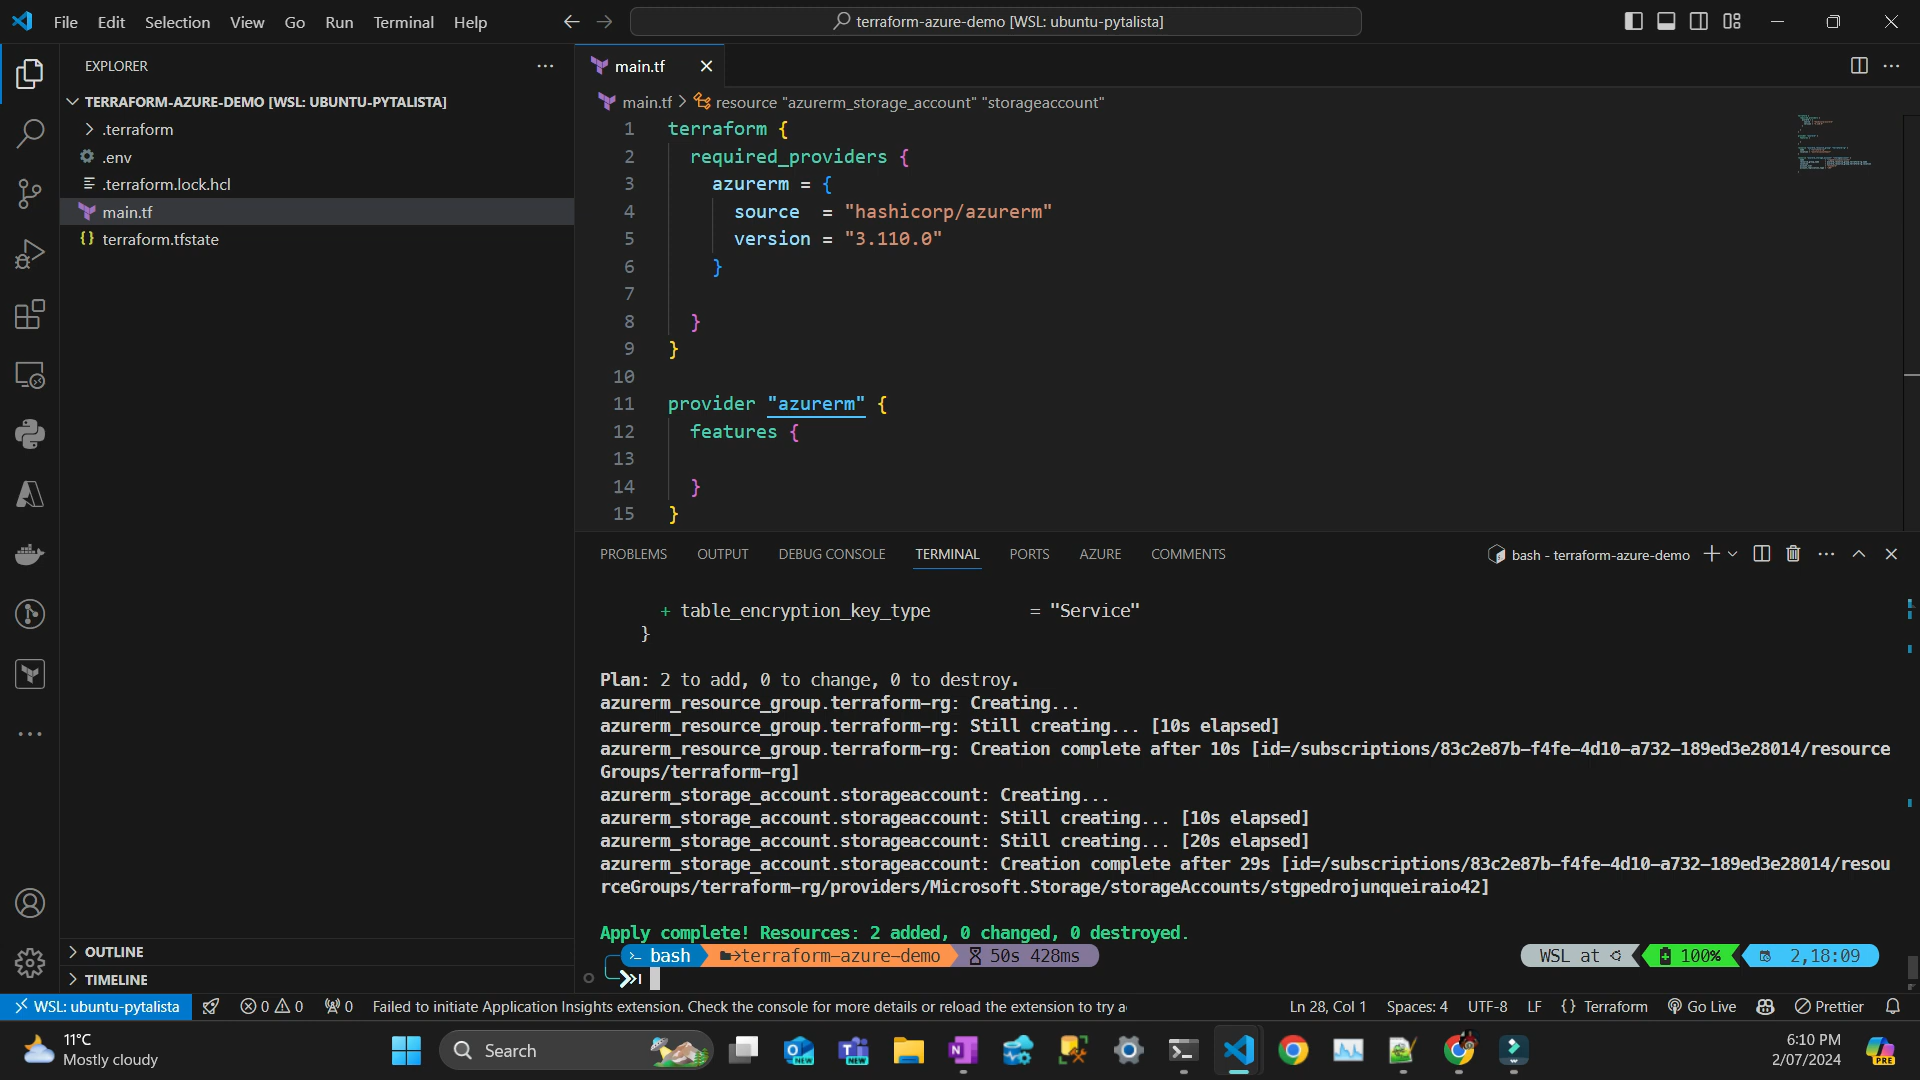 File Edit Selection View Go Run Terminal Help
terraform-azure-demo [WSL: ubuntu-pytalista]
EXPLORER
TERRAFORM-AZURE-DEMO [WSL: UBUNTU-PYTALISTA]
.terraform
.env
.terraform.lock.hcl
main.tf
terraform.tfstate
OUTLINE
TIMELINE
main.tf
main.tf > resource "azurerm_storage_account" "storageaccount"
1 terraform {
2 required_providers {
3 azurerm = {
4 source = "hashicorp/azurerm"
5 version = "3.110.0"
6 }
7
8 }
9 }
10
11 provider "azurerm" {
12 features {
13
14 }
15 }
PROBLEMS OUTPUT DEBUG CONSOLE TERMINAL PORTS AZURE COMMENTS
bash - terraform-azure-demo
+ table_encryption_key_type = "Service"
}
Plan: 2 to add, 0 to change, 0 to destroy.
azurerm_resource_group.terraform-rg: Creating...
azurerm_resource_group.terraform-rg: Still creating... [10s elapsed]
azurerm_resource_group.terraform-rg: Creation complete after 10s [id=/subscriptions/83c2e87b-f4fe-4d10-a732-189ed3e28014/resource
Groups/terraform-rg]
azurerm_storage_account.storageaccount: Creating...
azurerm_storage_account.storageaccount: Still creating... [10s elapsed]
azurerm_storage_account.storageaccount: Still creating... [20s elapsed]
azurerm_storage_account.storageaccount: Creation complete after 29s [id=/subscriptions/83c2e87b-f4fe-4d10-a732-189ed3e28014/resou
rceGroups/terraform-rg/providers/Microsoft.Storage/storageAccounts/stgpedrojunqueiraio42]
Apply complete! Resources: 2 added, 0 changed, 0 destroyed.
bash terraform-azure-demo 50s 428ms WSL at 100% 2,18:09
WSL: ubuntu-pytalista 0 0 0 Failed to initiate Application Insights extension. Check the console for more details or reload the extension to try a Ln 28, Col 1 Spaces: 4 UTF-8 LF {} Terraform Go Live Prettier
11°C
Mostly cloudy
Search
NEW
NEW
6:10 PM
2/07/2024
PRE